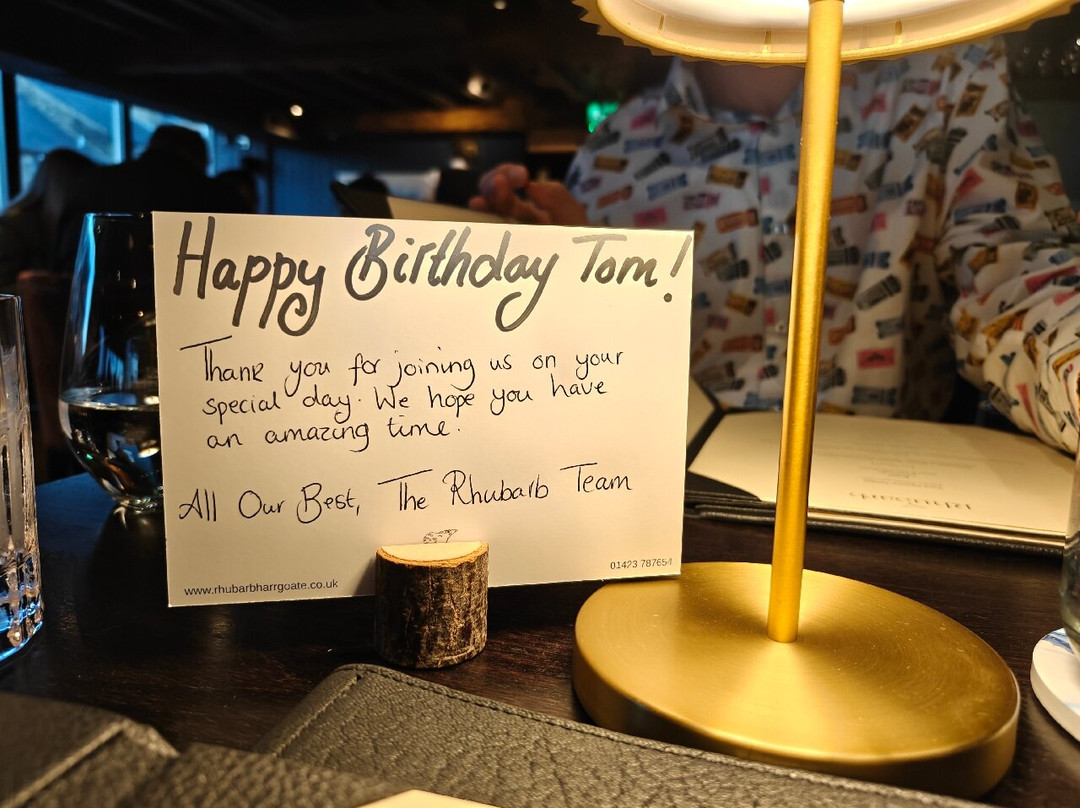 Happy Birthday Tom!
Thank you for joining us on your
special day. We hope you have
an amazing time.
All Our Best, The Rhubarb Team
www.rhubarbharrgoate.co.uk
01423 787654